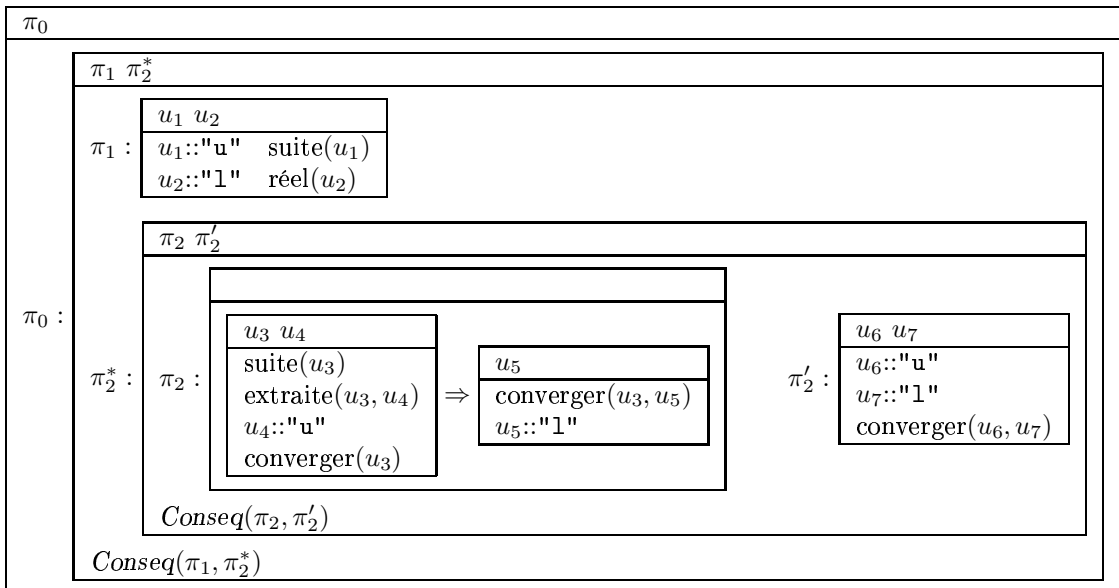 π₀
π₁ π₂*
u₁ u₂
π₁ : u₁::"u" suite(u₁)
u₂::"l" réel(u₂)
π₂ π₂′
π₀ :
π₂* : π₂ :
u₃ u₄
suite(u₃)
extraite(u₃, u₄)
u₄::"u"
converger(u₃)
⇒
u₅
converger(u₃, u₅)
u₅::"l"
π₂′ :
u₆ u₇
u₆::"u"
u₇::"l"
converger(u₆, u₇)
Conseq(π₂, π₂′)
Conseq(π₁, π₂*)